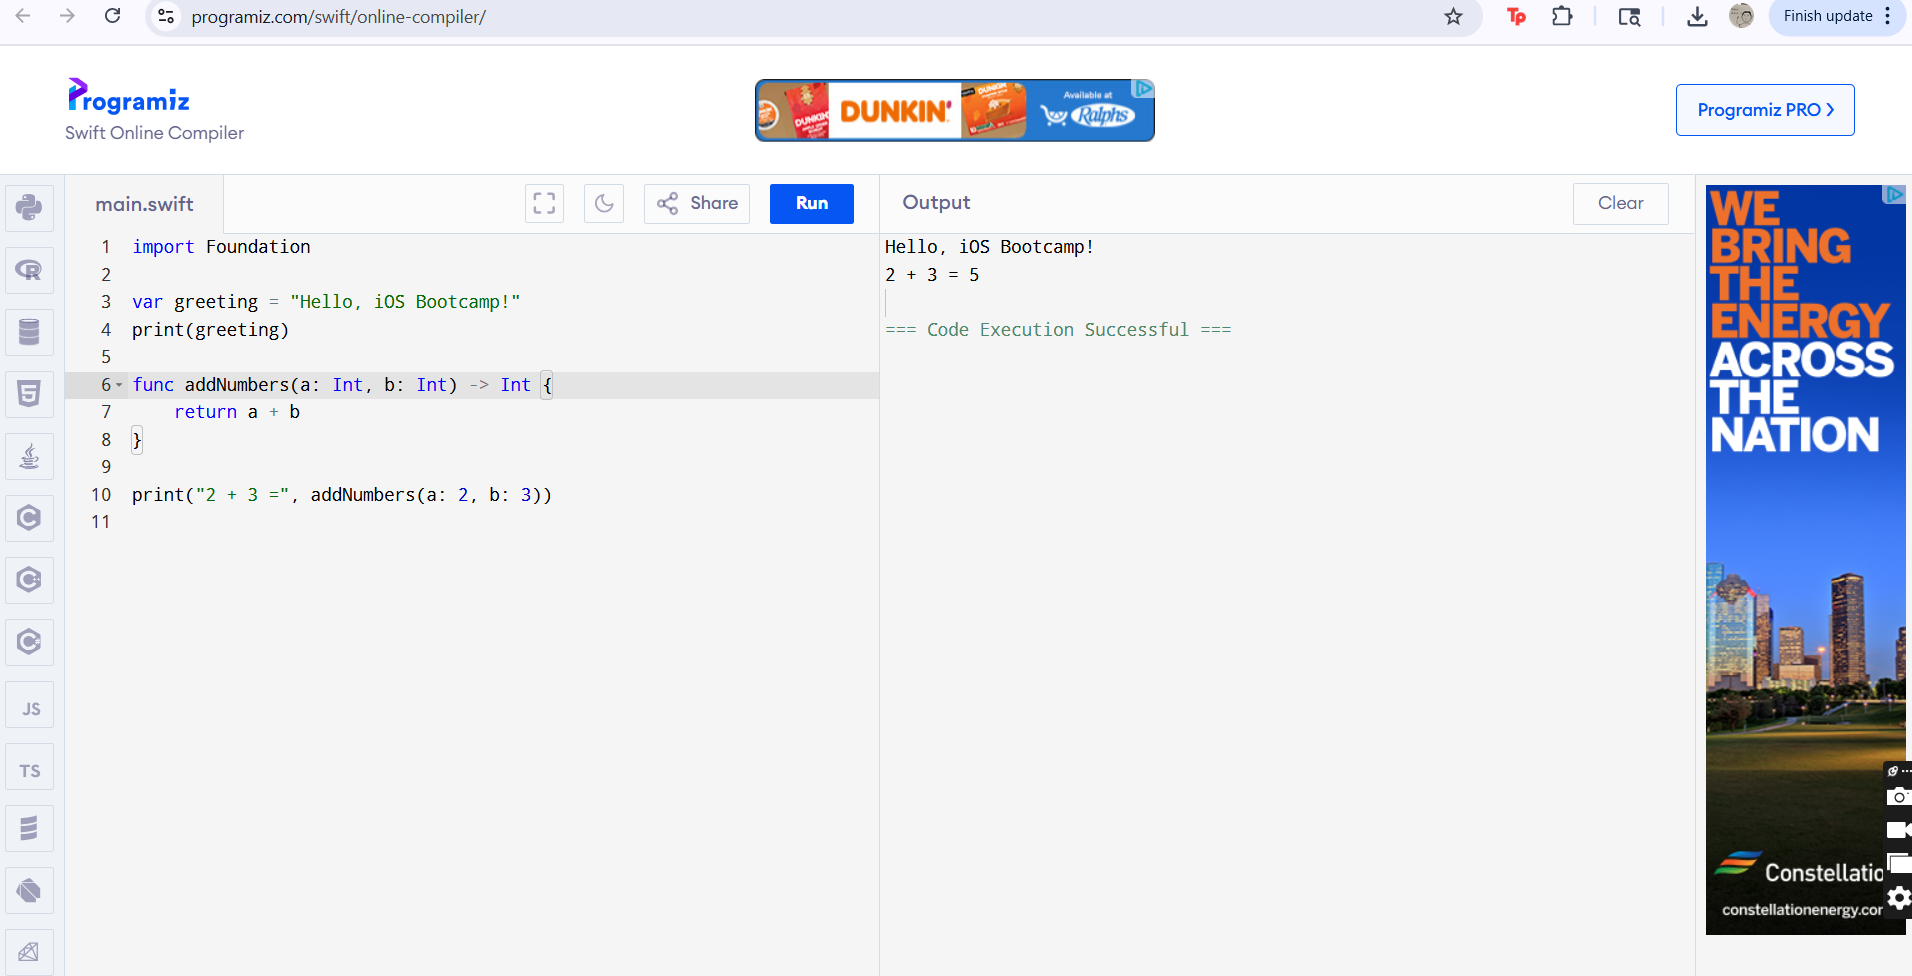 programiz.com/swift/online-compiler/
Tp
Finish update
Programiz
Swift Online Compiler
DUNKIN'
DUNKIN'
DUNKIN'
Available at
Ralphs
Programiz PRO
main.swift
Share
Run
Output
Clear
1 import Foundation
2
3 var greeting = "Hello, iOS Bootcamp!"
4 print(greeting)
5
6 func addNumbers(a: Int, b: Int) -> Int {
7 return a + b
8 }
9
10 print("2 + 3 =", addNumbers(a: 2, b: 3))
11
Hello, iOS Bootcamp!
2 + 3 = 5
=== Code Execution Successful ===
R
5
C
C
C
JS
TS
WE
BRING
THE
ENERGY
ACROSS
THE
NATION
Constellatio
constellationenergy.cor